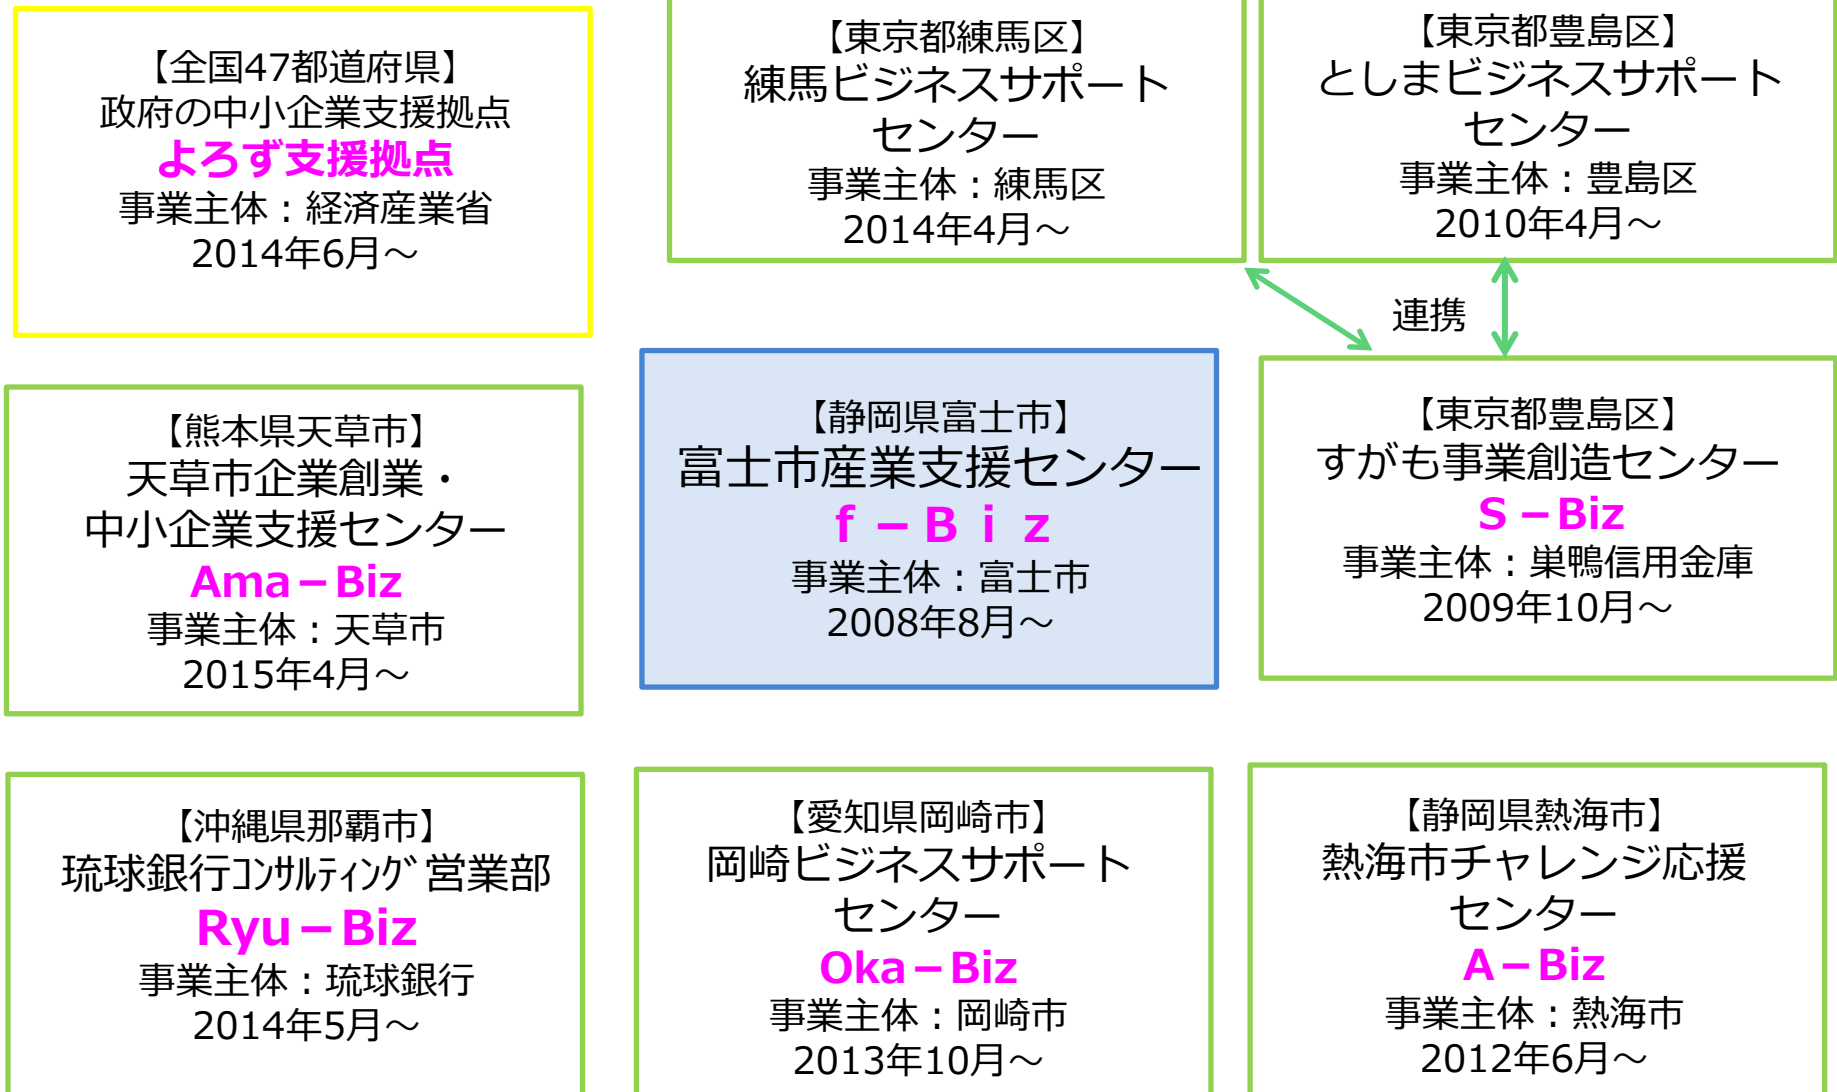 【全国47都道府県】
政府の中小企業支援拠点
よろず支援拠点
事業主体：経済産業省
2014年6月～
【東京都練馬区】
練馬ビジネスサポート
センター
事業主体：練馬区
2014年4月～
【東京都豊島区】
としまビジネスサポート
センター
事業主体：豊島区
2010年4月～
連携
【熊本県天草市】
天草市企業創業・
中小企業支援センター
Ama－Biz
事業主体：天草市
2015年4月～
【静岡県富士市】
富士市産業支援センター
ｆ－Ｂｉｚ
事業主体：富士市
2008年8月～
【東京都豊島区】
すがも事業創造センター
S－Biz
事業主体：巣鴨信用金庫
2009年10月～
【沖縄県那覇市】
琉球銀行ｺﾝｻﾙﾃｨﾝｸﾞ営業部
Ryu－Biz
事業主体：琉球銀行
2014年5月～
【愛知県岡崎市】
岡崎ビジネスサポート
センター
Oka－Biz
事業主体：岡崎市
2013年10月～
【静岡県熱海市】
熱海市チャレンジ応援
センター
A－Biz
事業主体：熱海市
2012年6月～